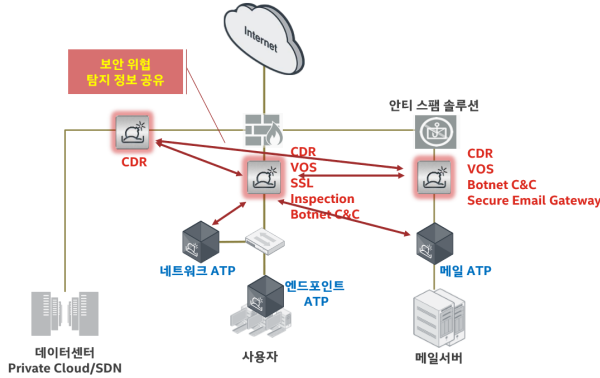 Internet
보안 위협
탐지 정보 공유
안티 스팸 솔루션
CDR
CDR
VOS
SSL
Inspection
Botnet C&C
CDR
VOS
Botnet C&C
Secure Email Gateway
네트워크 ATP
엔드포인트
ATP
메일 ATP
데이터센터
Private Cloud/SDN
사용자
메일서버